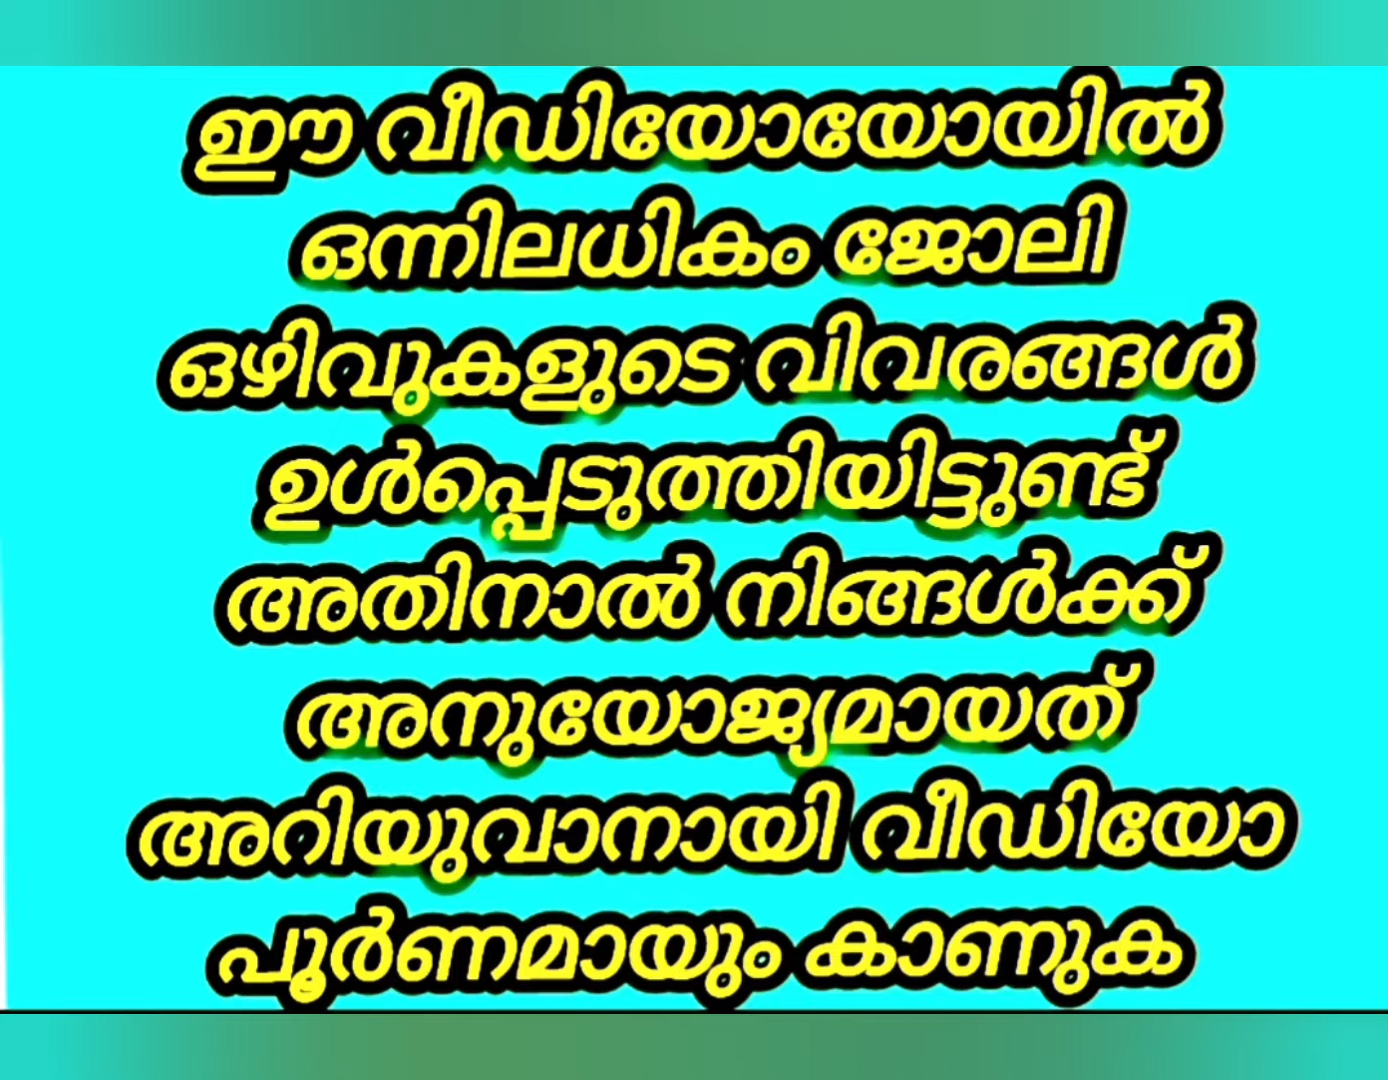 ഈ വീഡിയോയോയിൽ
ഒന്നിലധികം ജോലി
ഒഴിവുകളുടെ വിവരങ്ങൾ
ഉൾപ്പെടുത്തിയിട്ടുണ്ട്
അതിനാൽ നിങ്ങൾക്ക്
അനുയോജ്യമായത്
അറിയുവാനായി വീഡിയോ
പൂർണമായും കാണുക